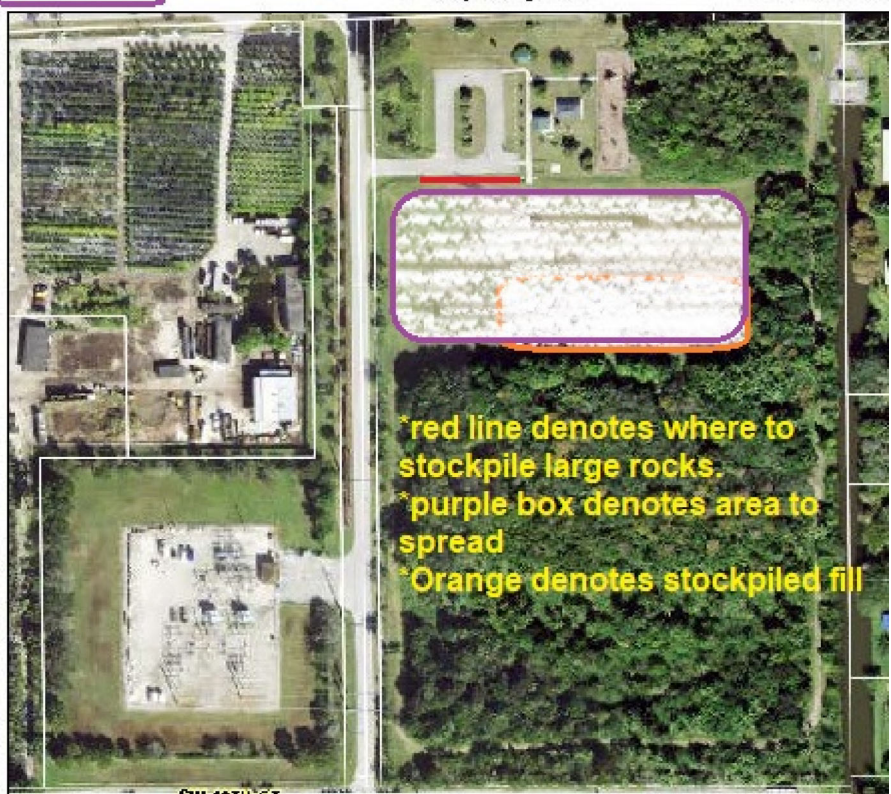 *red line denotes where to
stockpile large rocks.
*purple box denotes area to
spread
*Orange denotes stockpiled fill